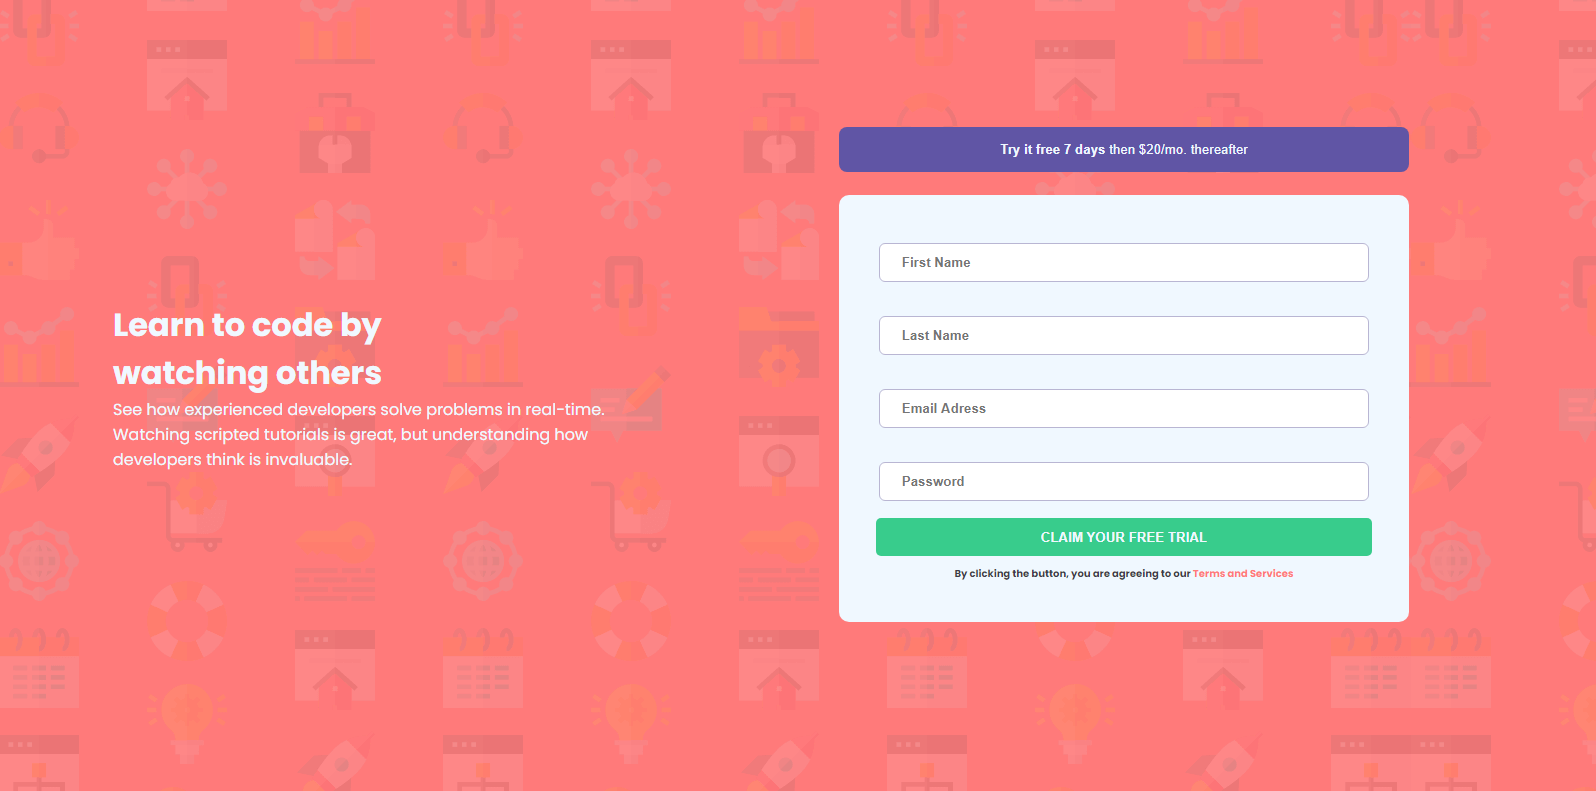 Learn to code by
watching others
See how experienced developers solve problems in real-time.
Watching scripted tutorials is great, but understanding how
developers think is invaluable.
Try it free 7 days then $20/mo. thereafter
First Name
Last Name
Email Adress
Password
CLAIM YOUR FREE TRIAL
By clicking the button, you are agreeing to our Terms and Services